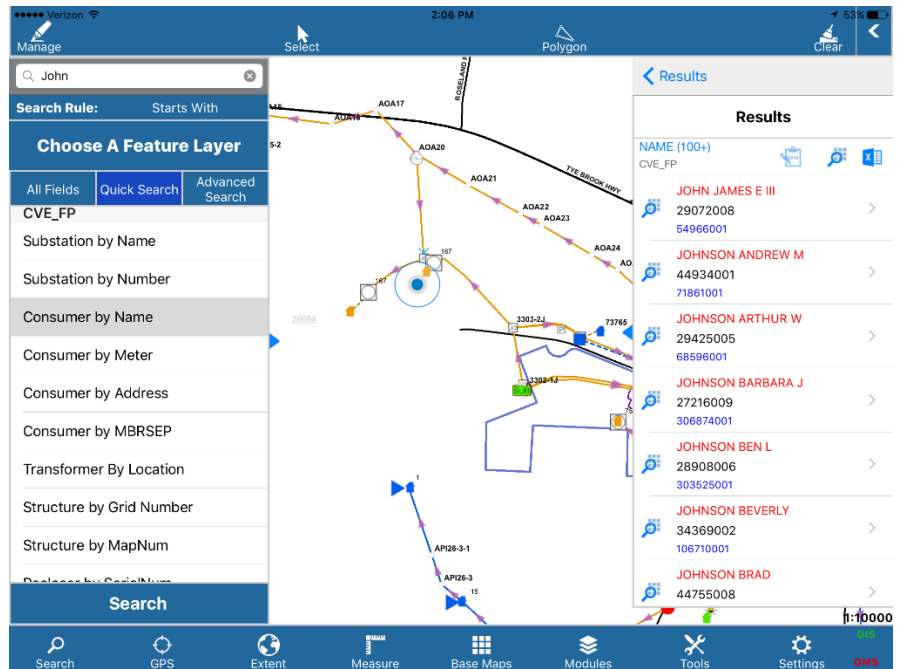 Verizon 2:06 PM 53%
Manage Select Polygon Clear
John
Search Rule: Starts With
Choose A Feature Layer
All Fields Quick Search Advanced Search
CVE_FP
Substation by Name
Substation by Number
Consumer by Name
Consumer by Meter
Consumer by Address
Consumer by MBRSEP
Transformer By Location
Structure by Grid Number
Structure by MapNum
Search
AOA17
5-2
AOA20
AOA21
TYE BROOK HWY
AOA22
AOA23
AOA24
AO
167
167
36684
3303-2J
73765
3302-1J
SUB
1
API26-3-1
API26-3
15
Results
Results
NAME (100+)
CVE_FP
JOHN JAMES E III
29072008
54966001
JOHNSON ANDREW M
44934001
71861001
JOHNSON ARTHUR W
29425005
68596001
JOHNSON BARBARA J
27216009
306874001
JOHNSON BEN L
28908006
303525001
JOHNSON BEVERLY
34369002
106710001
JOHNSON BRAD
44755008
1:10000
GIS
OMS
Search GPS Extent Measure Base Maps Modules Tools Settings